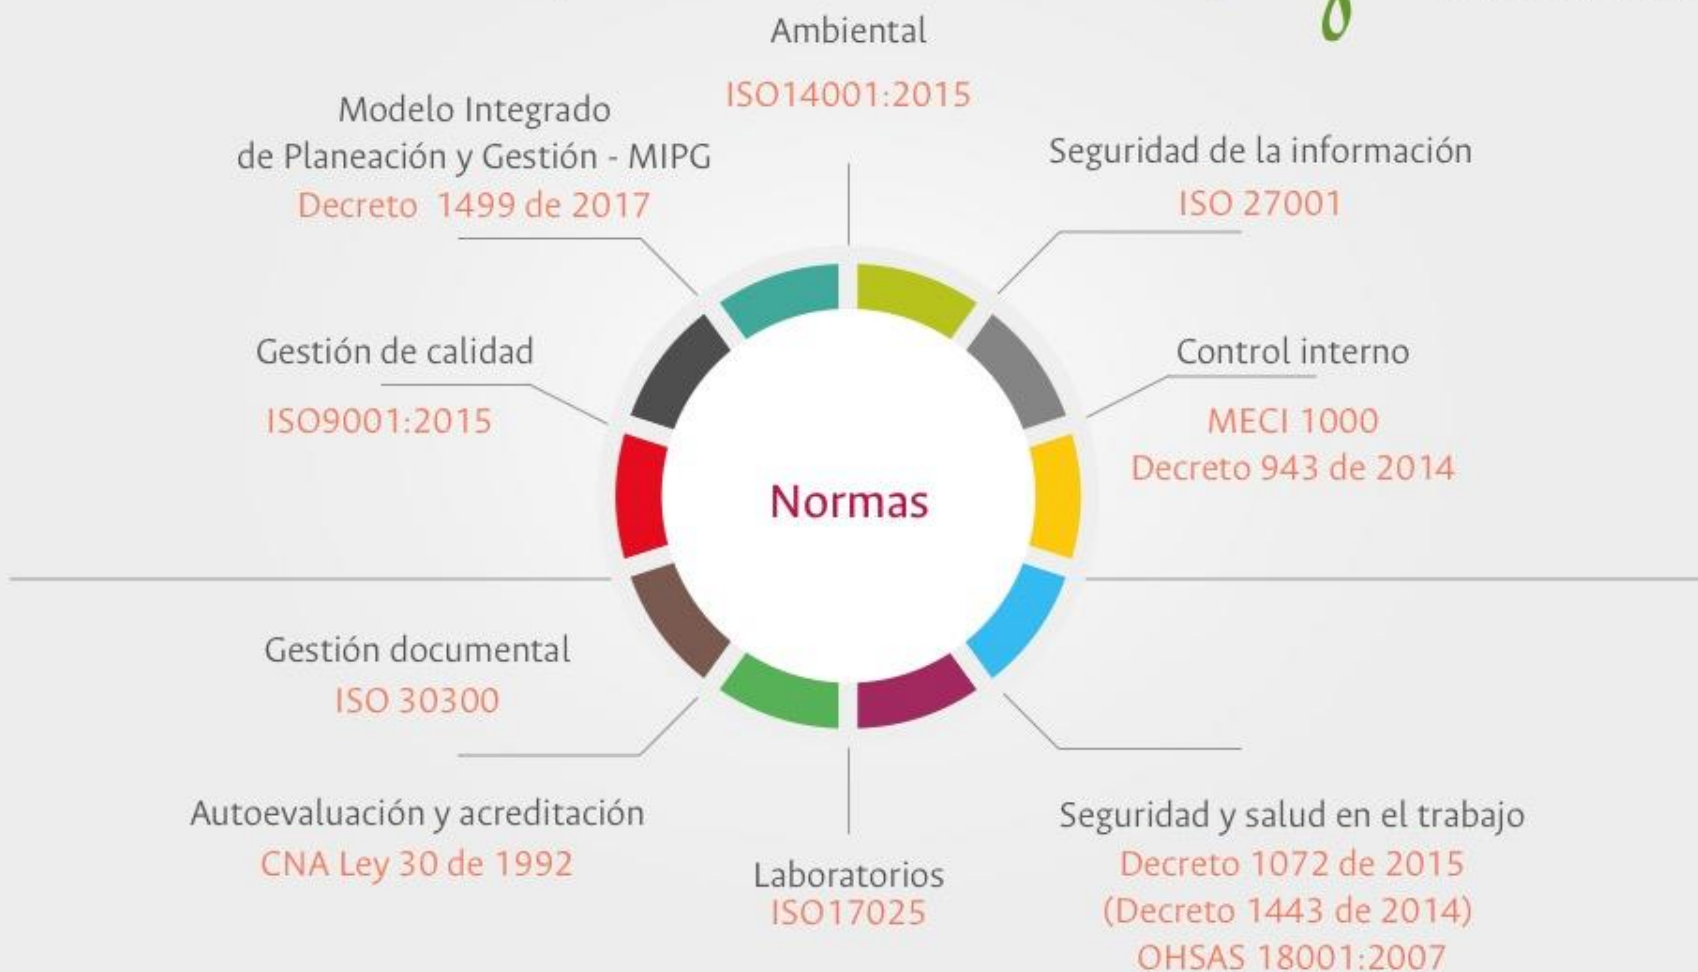 Ambiental
ISO14001:2015
Modelo Integrado
de Planeación y Gestión - MIPG
Decreto 1499 de 2017
Seguridad de la información
ISO 27001
Gestión de calidad
ISO9001:2015
Control interno
MECI 1000
Decreto 943 de 2014
Normas
Gestión documental
ISO 30300
Autoevaluación y acreditación
CNA Ley 30 de 1992
Laboratorios
ISO17025
Seguridad y salud en el trabajo
Decreto 1072 de 2015
(Decreto 1443 de 2014)
OHSAS 18001:2007